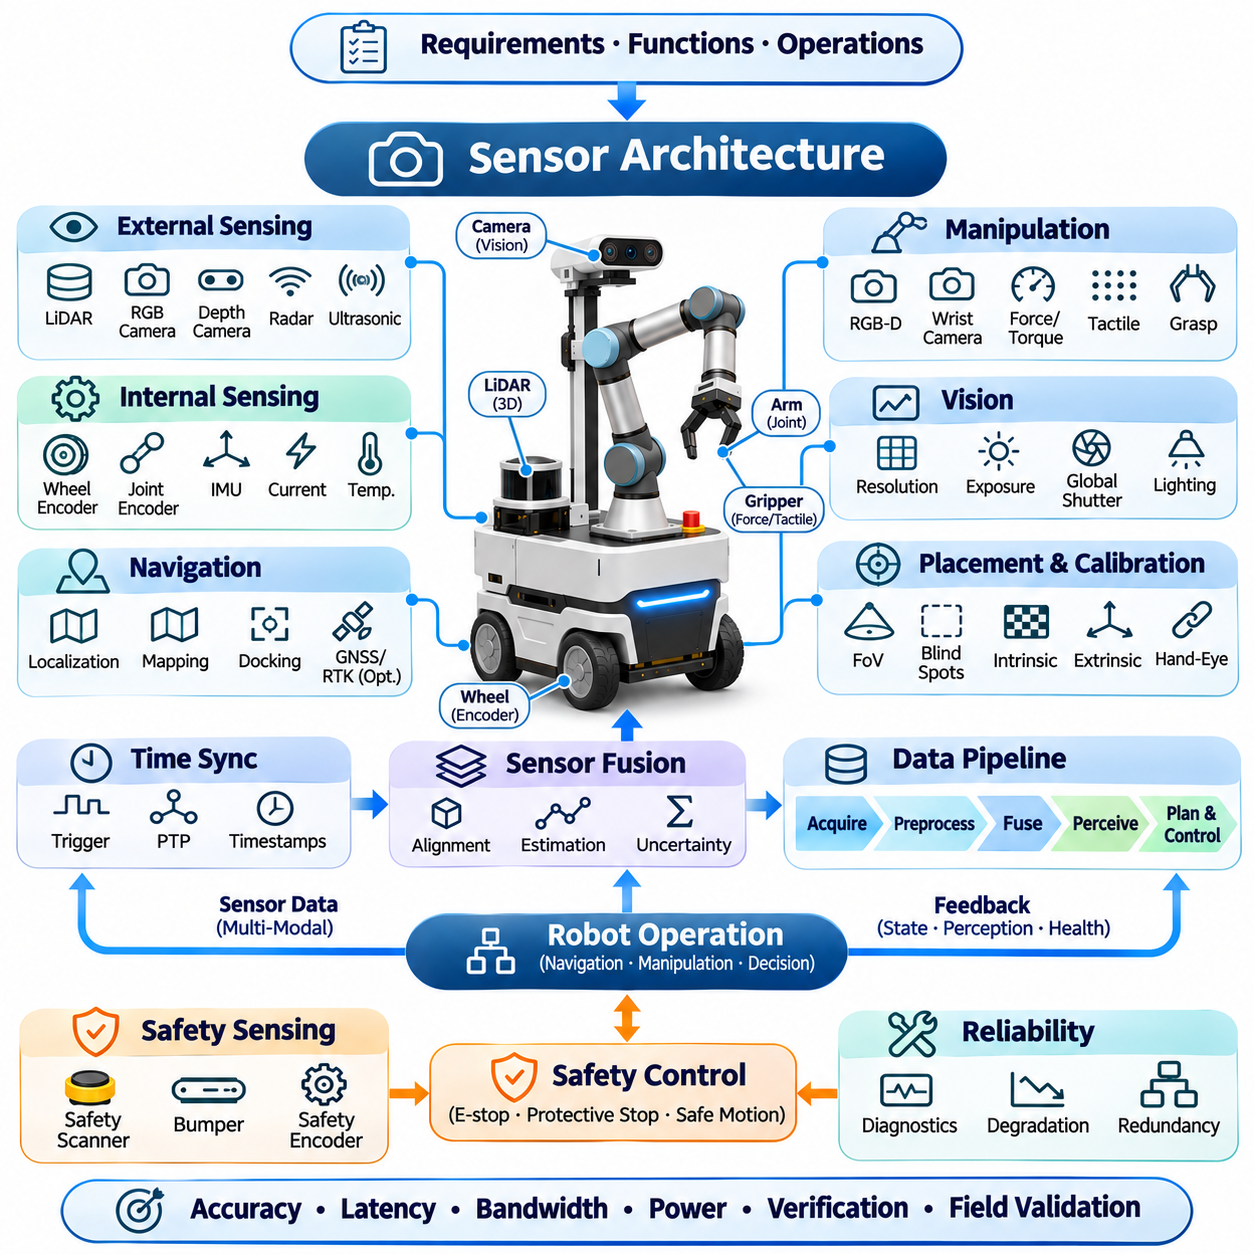 Requirements · Functions · Operations
Sensor Architecture
External Sensing
LiDAR
RGB
Camera
Depth
Camera
Radar
Ultrasonic
Internal Sensing
Wheel
Encoder
Joint
Encoder
IMU
Current
Temp.
Navigation
Localization
Mapping
Docking
GNSS/
RTK (Opt.)
Camera
(Vision)
LiDAR
(3D)
Arm
(Joint)
Gripper
(Force/Tactile)
Wheel
(Encoder)
Manipulation
RGB-D
Wrist
Camera
Force/
Torque
Tactile
Grasp
Vision
Resolution
Exposure
Global
Shutter
Lighting
Placement & Calibration
FoV
Blind
Spots
Intrinsic
Extrinsic
Hand-Eye
Time Sync
Trigger
PTP
Timestamps
Sensor Fusion
Alignment
Estimation
Uncertainty
Data Pipeline
Acquire
Preprocess
Fuse
Perceive
Plan &
Control
Sensor Data
(Multi-Modal)
Robot Operation
(Navigation · Manipulation · Decision)
Feedback
(State · Perception · Health)
Safety Sensing
Safety
Scanner
Bumper
Safety
Encoder
Safety Control
(E-stop · Protective Stop · Safe Motion)
Reliability
Diagnostics
Degradation
Redundancy
Accuracy • Latency • Bandwidth • Power • Verification • Field Validation